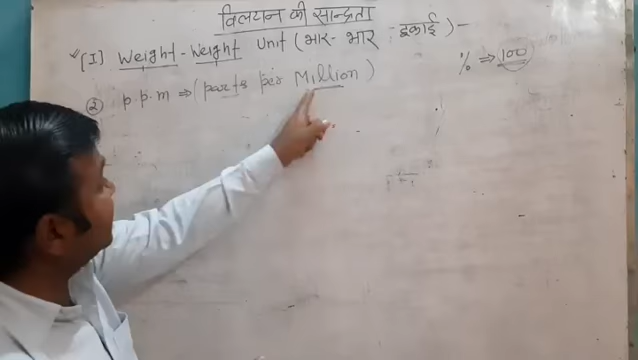 विलयन की सान्द्रता
[I] Weight-Weight Unit (भार-भार इकाई) -
% ⇒ 100
② p.p.m ⇒ (parts per Million)